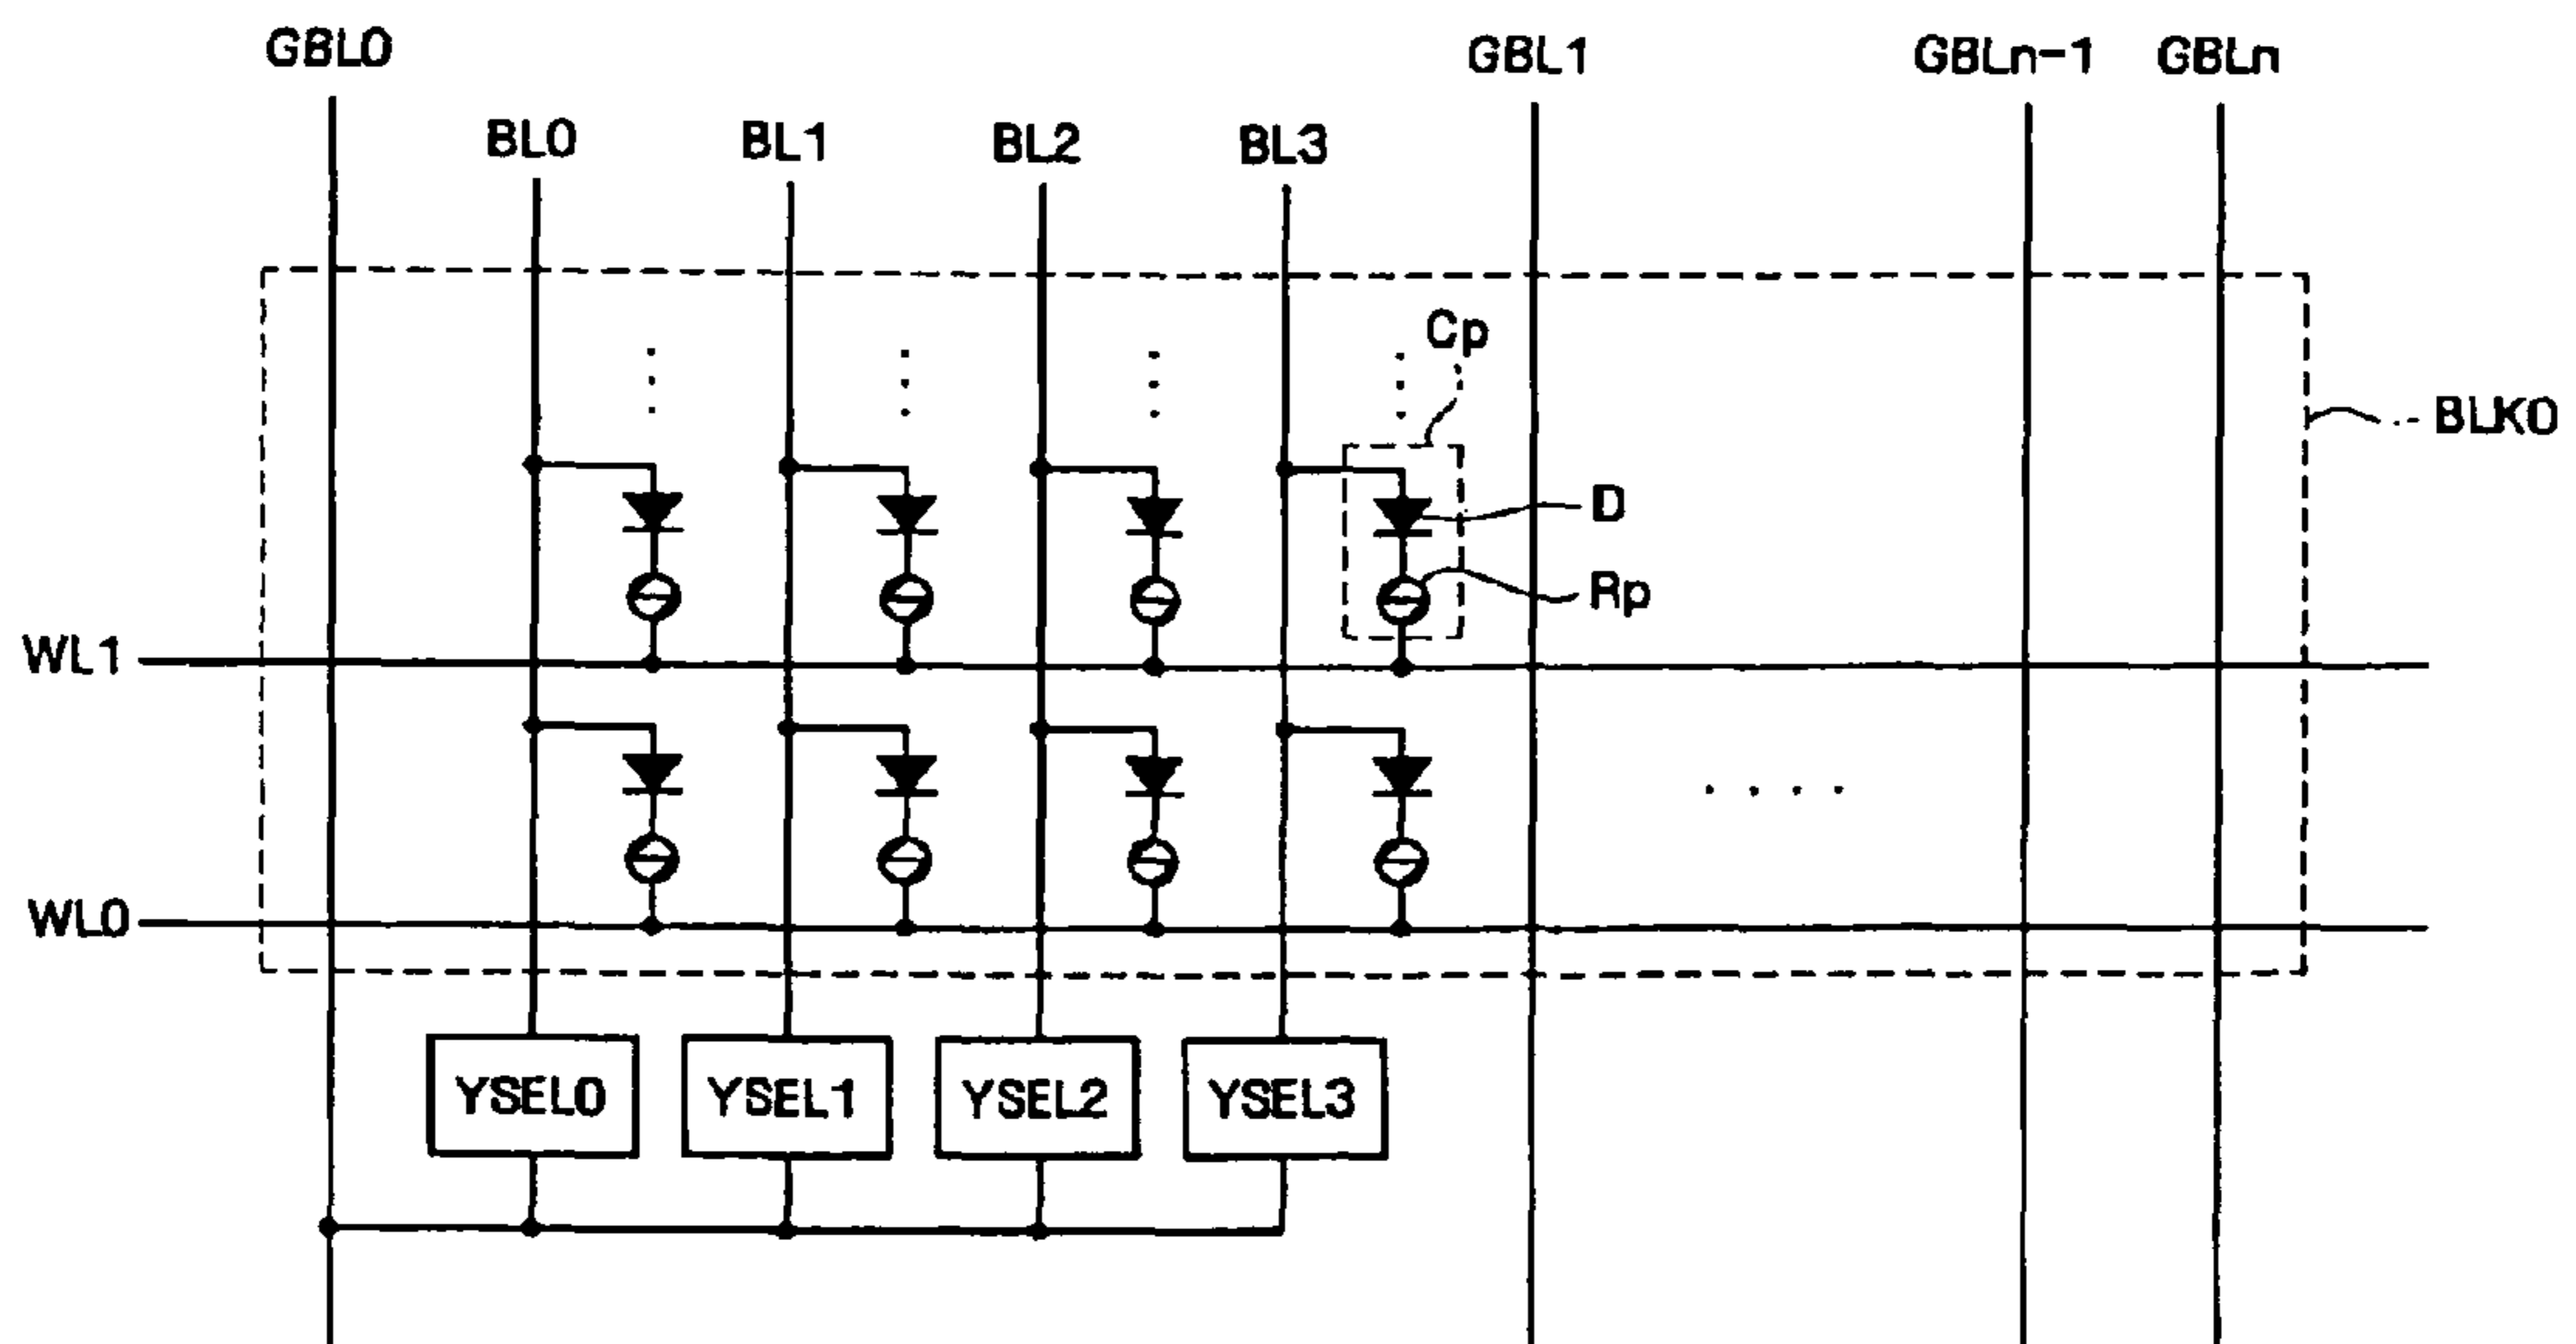 GBL0
GBL1
GBLn-1
GBLn
BL0
BL1
BL2
BL3
Cp
BLK0
D
Rp
WL1
WL0
YSEL0
YSEL1
YSEL2
YSEL3